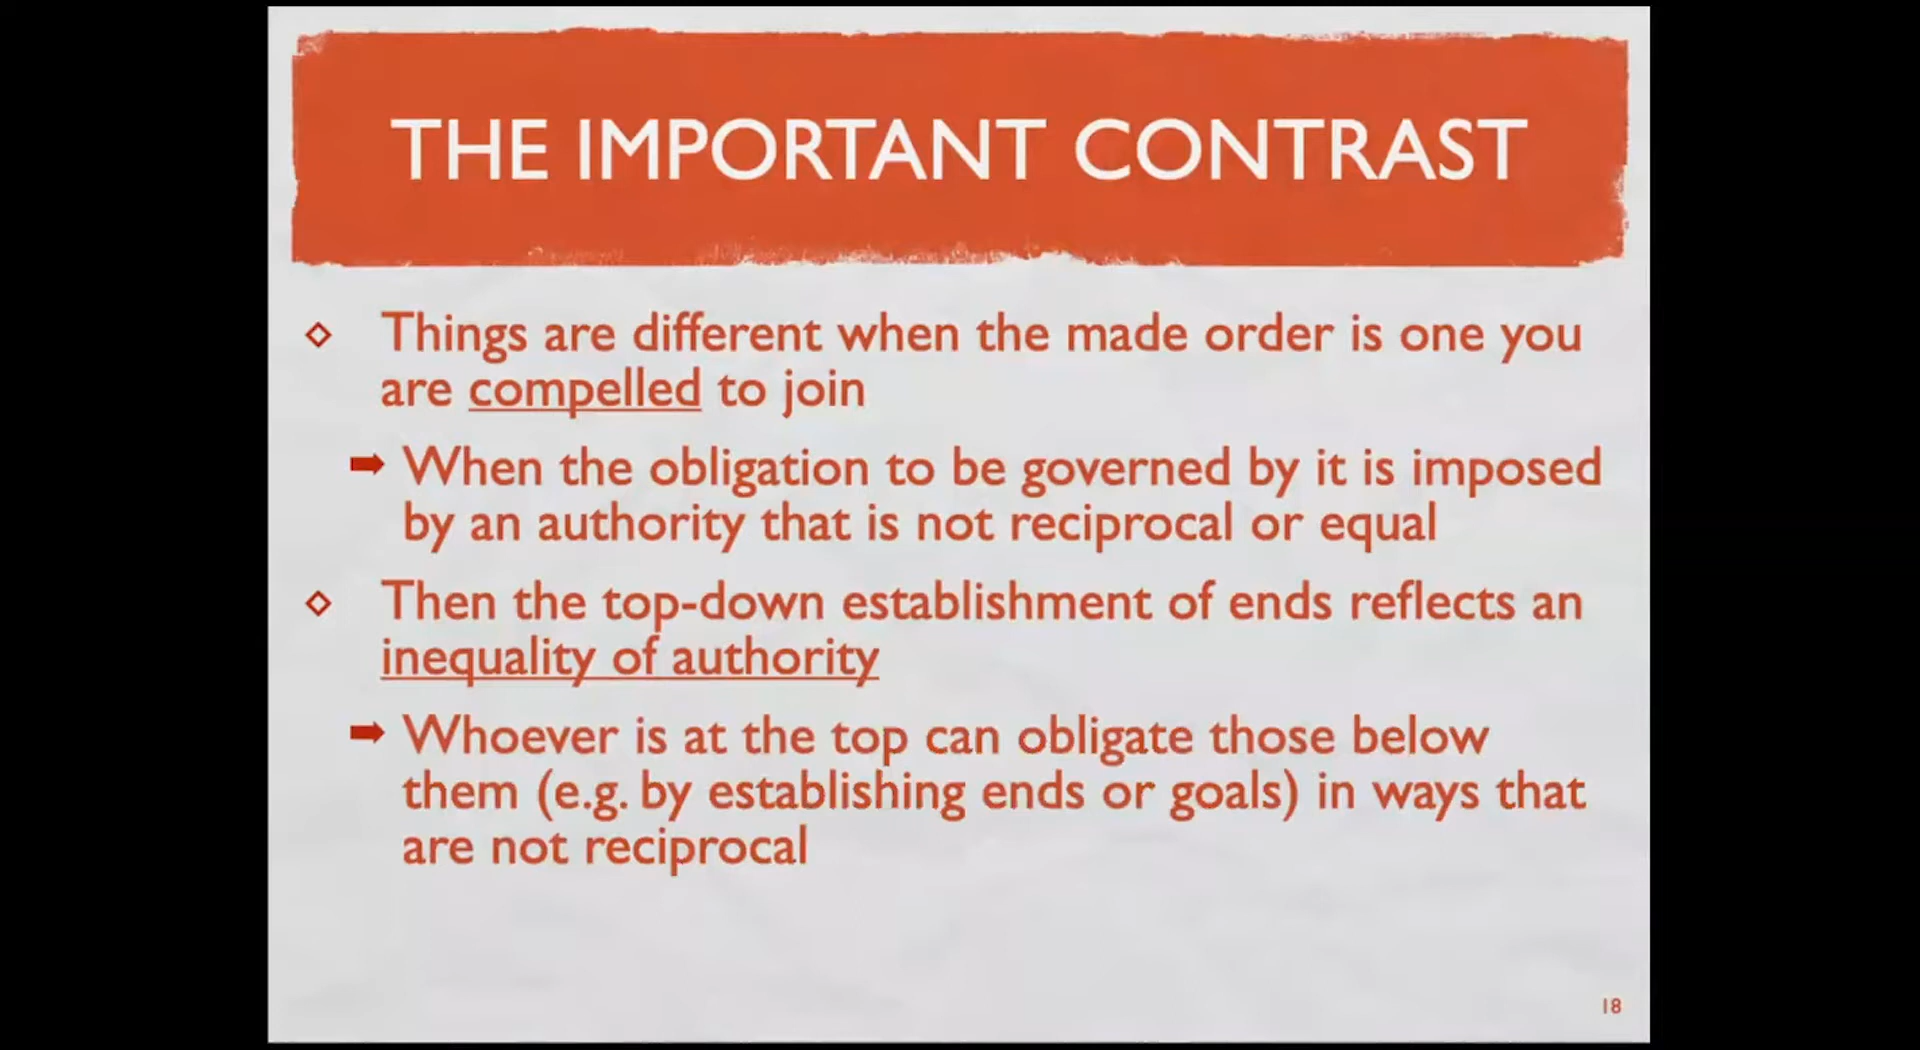 THE IMPORTANT CONTRAST
Things are different when the made order is one you
are compelled to join
When the obligation to be governed by it is imposed
by an authority that is not reciprocal or equal
Then the top-down establishment of ends reflects an
inequality of authority
Whoever is at the top can obligate those below
them (e.g. by establishing ends or goals) in ways that
are not reciprocal
18